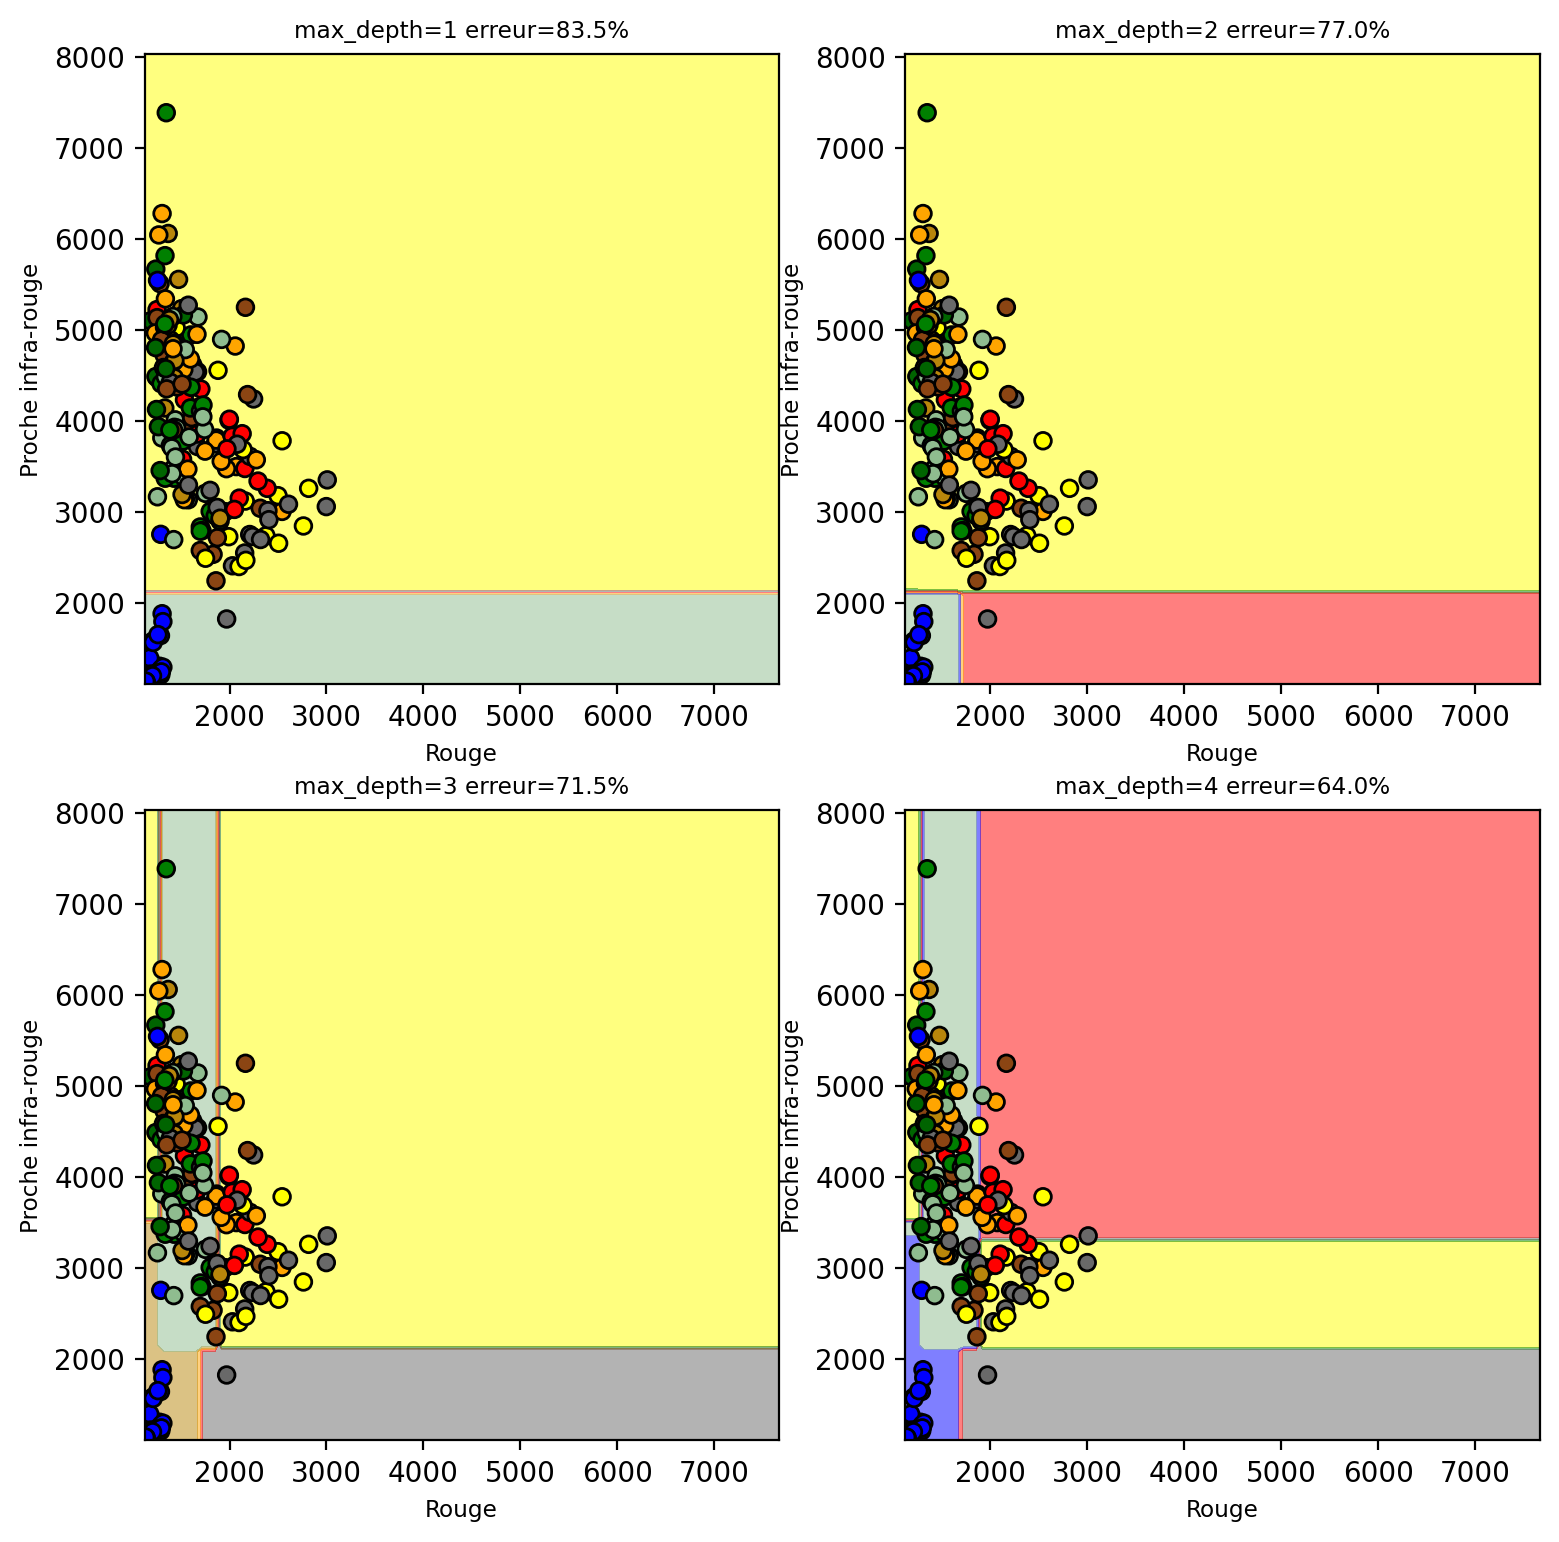 max_depth=1 erreur=83.5%
8000
7000
6000
5000
4000
3000
2000
Proche infra-rouge
2000 3000 4000 5000 6000 7000
Rouge
max_depth=2 erreur=77.0%
8000
7000
6000
5000
4000
3000
2000
Proche infra-rouge
2000 3000 4000 5000 6000 7000
Rouge
max_depth=3 erreur=71.5%
8000
7000
6000
5000
4000
3000
2000
Proche infra-rouge
2000 3000 4000 5000 6000 7000
Rouge
max_depth=4 erreur=64.0%
8000
7000
6000
5000
4000
3000
2000
Proche infra-rouge
2000 3000 4000 5000 6000 7000
Rouge